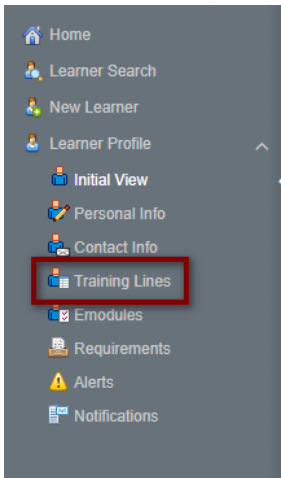 Home
Learner Search
New Learner
Learner Profile
Initial View
Personal Info
Contact Info
Training Lines
Emodules
Requirements
Alerts
Notifications